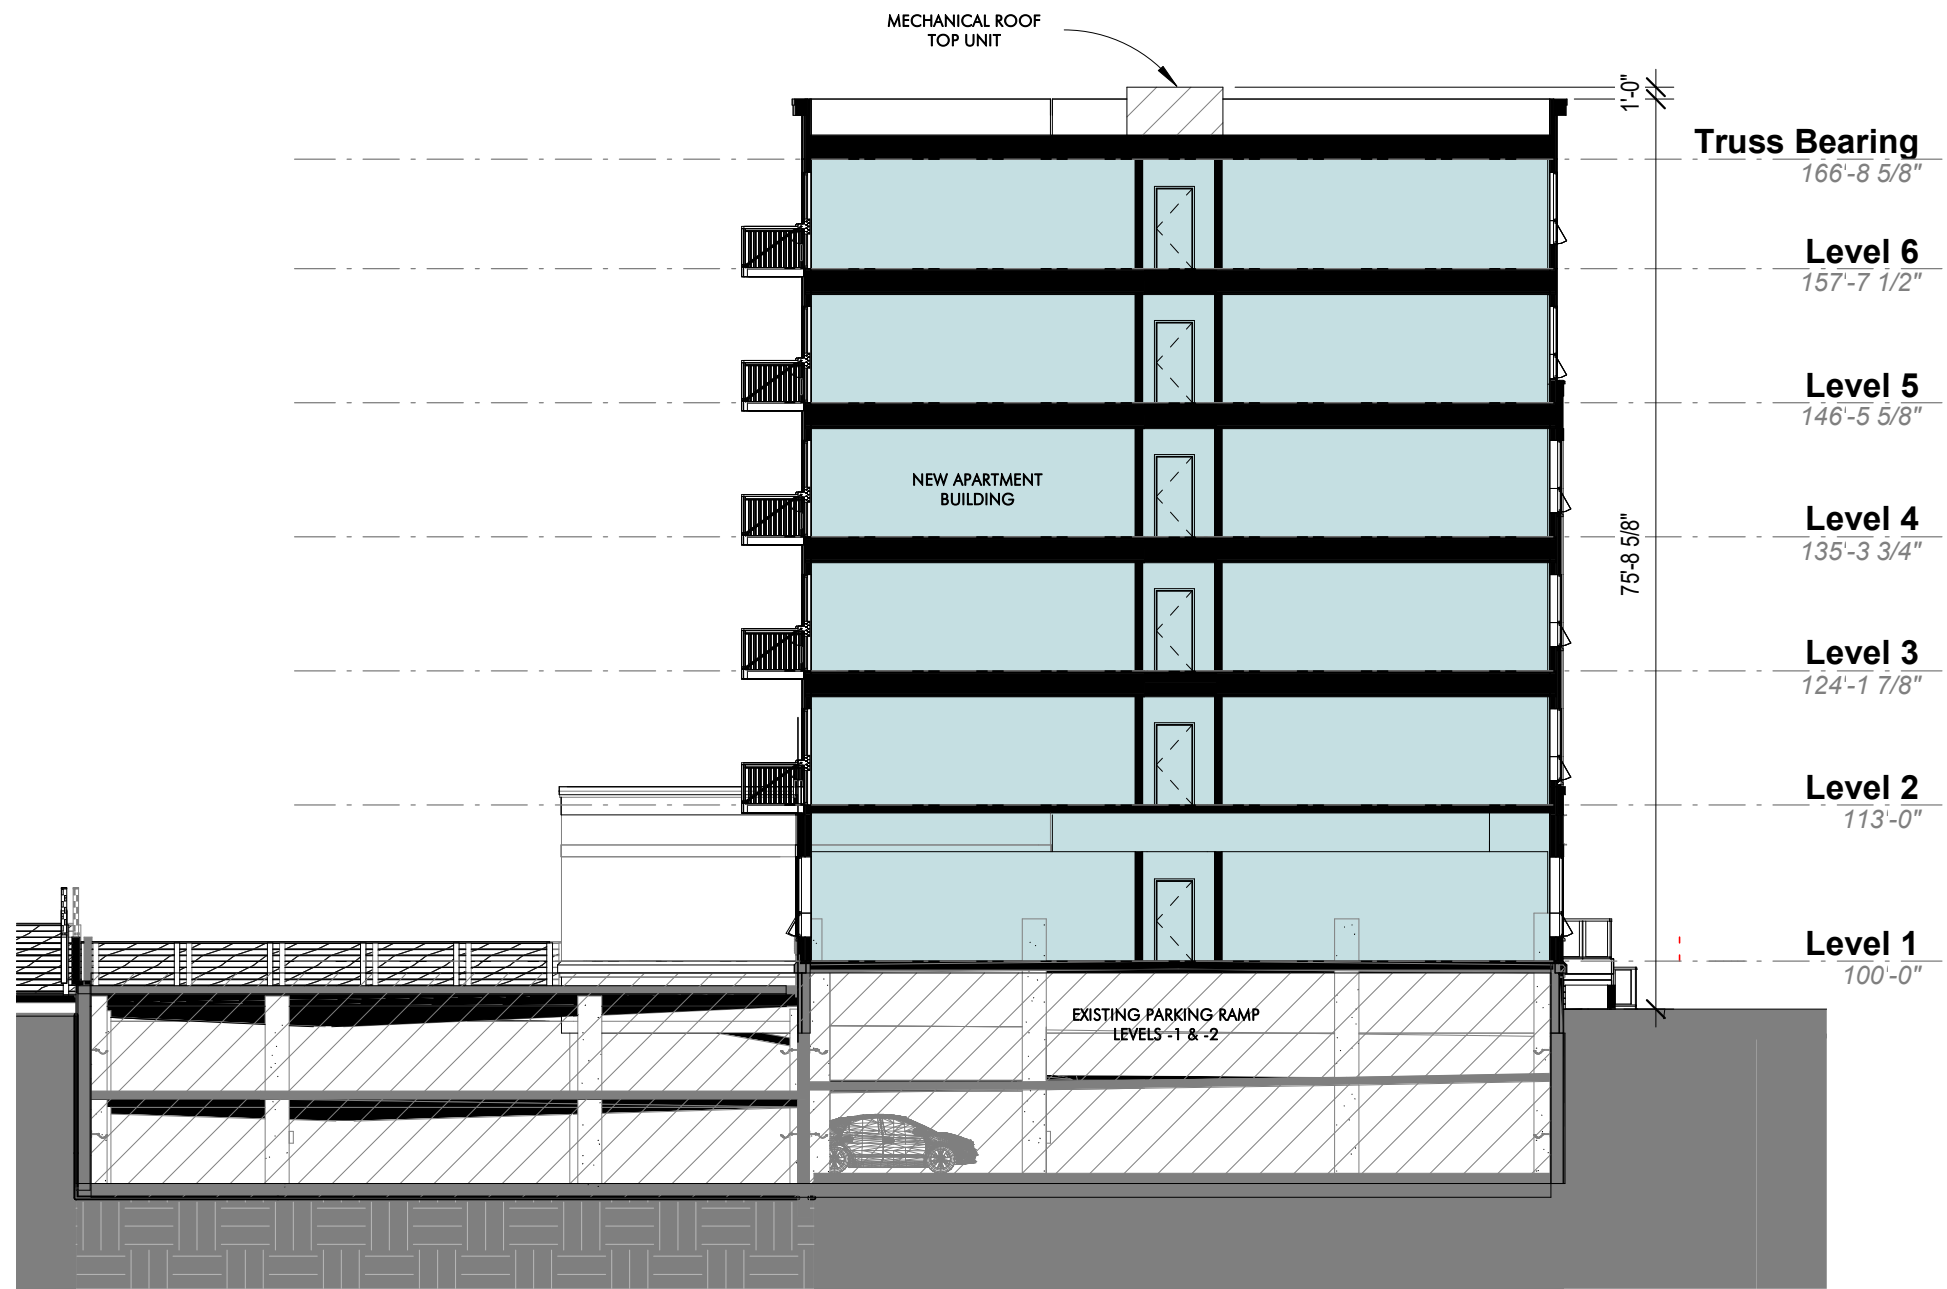 MECHANICAL ROOF
TOP UNIT
1'-0"
Truss Bearing
166'-8 5/8"
Level 6
157'-7 1/2"
Level 5
146'-5 5/8"
NEW APARTMENT
BUILDING
Level 4
135'-3 3/4"
75'-8 5/8"
Level 3
124'-1 7/8"
Level 2
113'-0"
Level 1
100'-0"
EXISTING PARKING RAMP
LEVELS -1 & -2